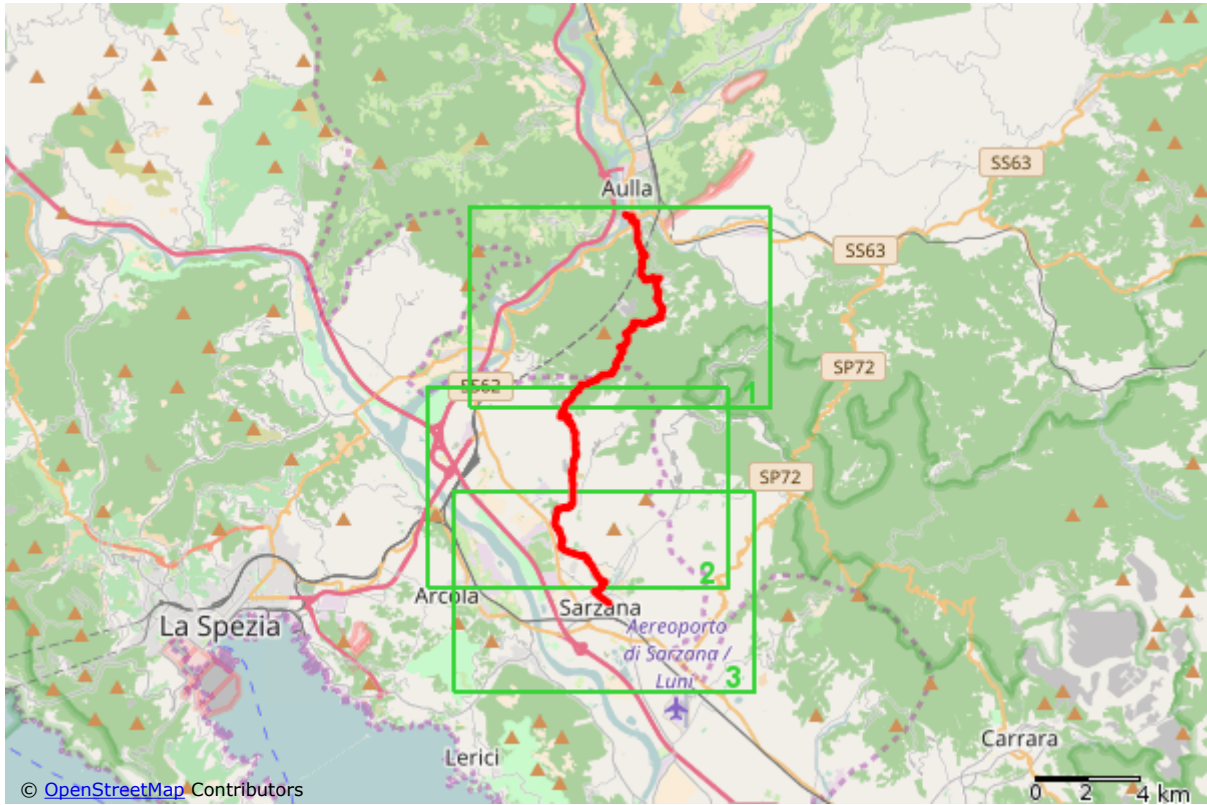 SS63
Aulla
SS63
SP72
SS62
1
SP72
2
Arcola
Sarzana
La Spezia
Aereoporto
di Sarzana /
Luni
3
Carrara
Lerici
0 2 4 km
© OpenStreetMap Contributors